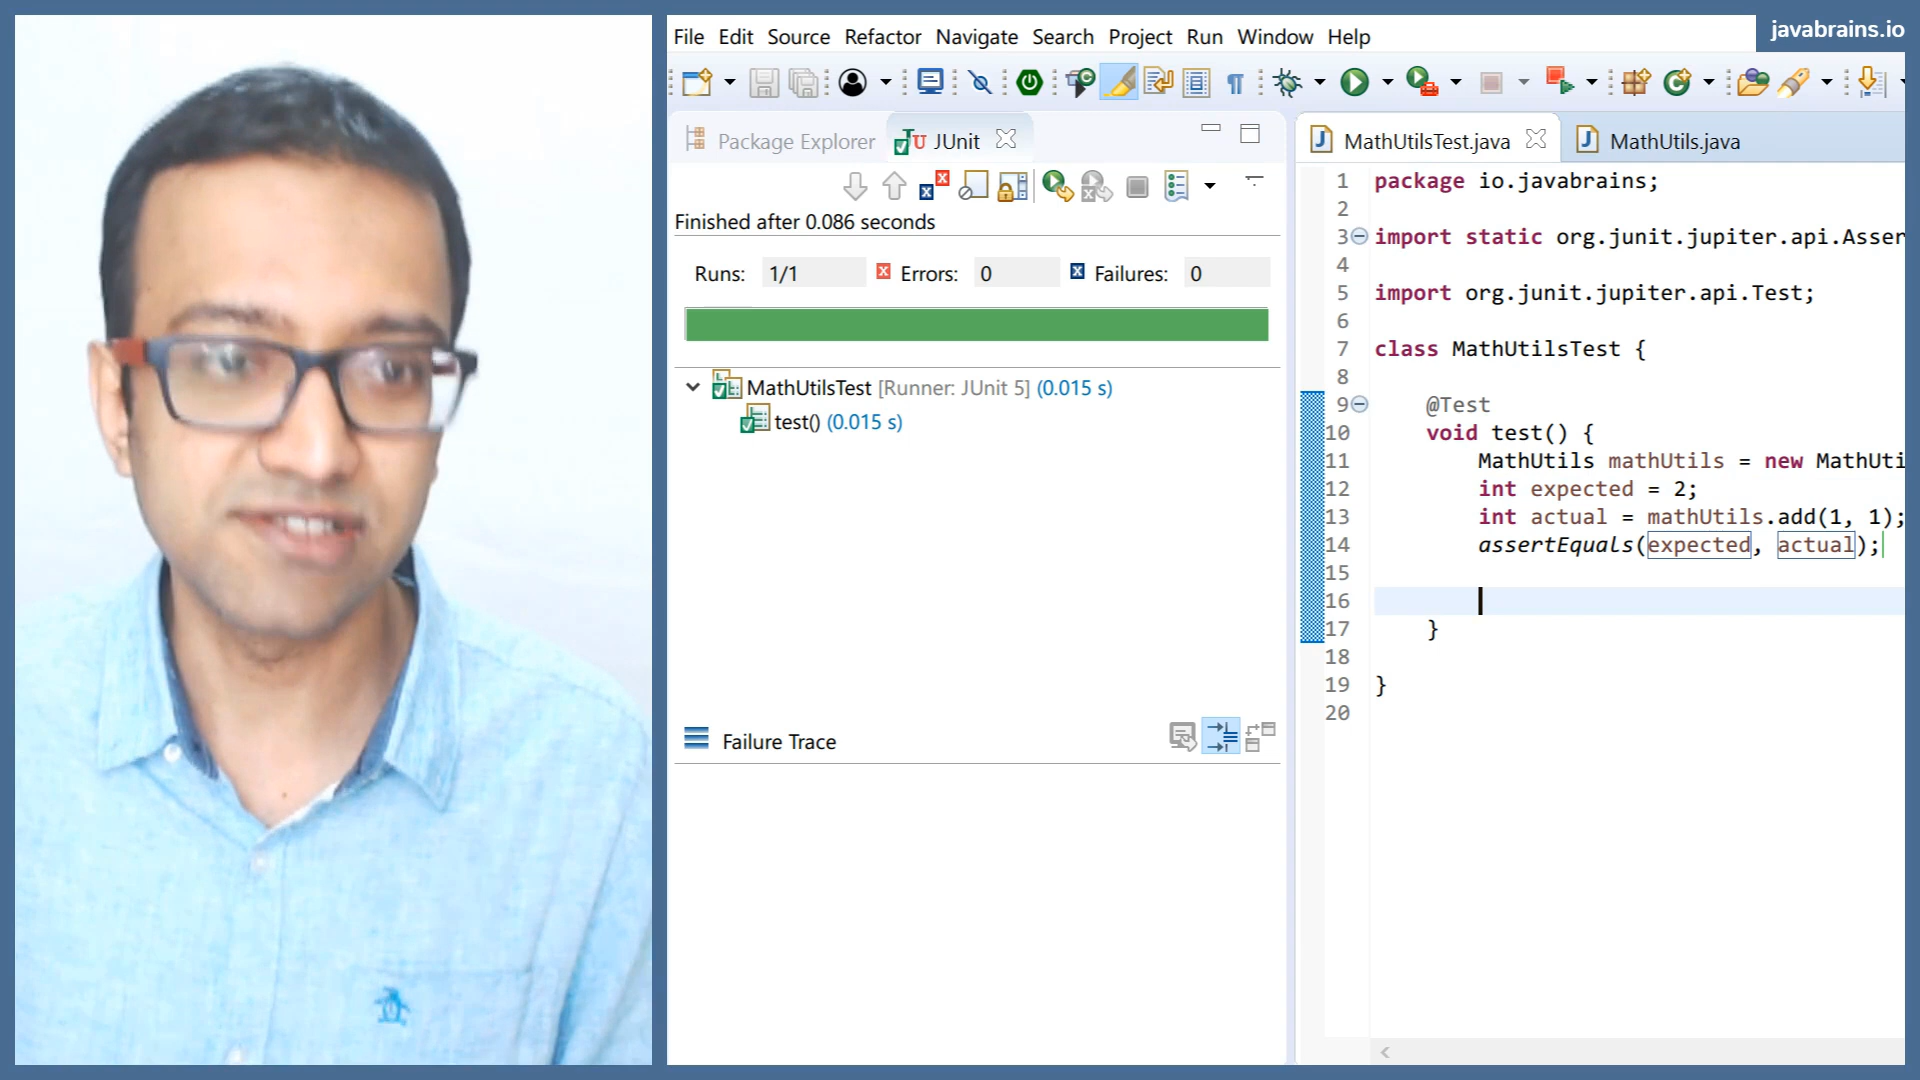 javabrains.io
File Edit Source Refactor Navigate Search Project Run Window Help
Package Explorer JUnit
Finished after 0.086 seconds
Runs: 1/1 Errors: 0 Failures: 0
MathUtilsTest [Runner: JUnit 5] (0.015 s)
test() (0.015 s)
Failure Trace
MathUtilsTest.java MathUtils.java
1 package io.javabrains;
2
3 import static org.junit.jupiter.api.Asser
4
5 import org.junit.jupiter.api.Test;
6
7 class MathUtilsTest {
8
9 @Test
10 void test() {
11 MathUtils mathUtils = new MathUti
12 int expected = 2;
13 int actual = mathUtils.add(1, 1);
14 assertEquals(expected, actual);
15
16
17 }
18
19 }
20